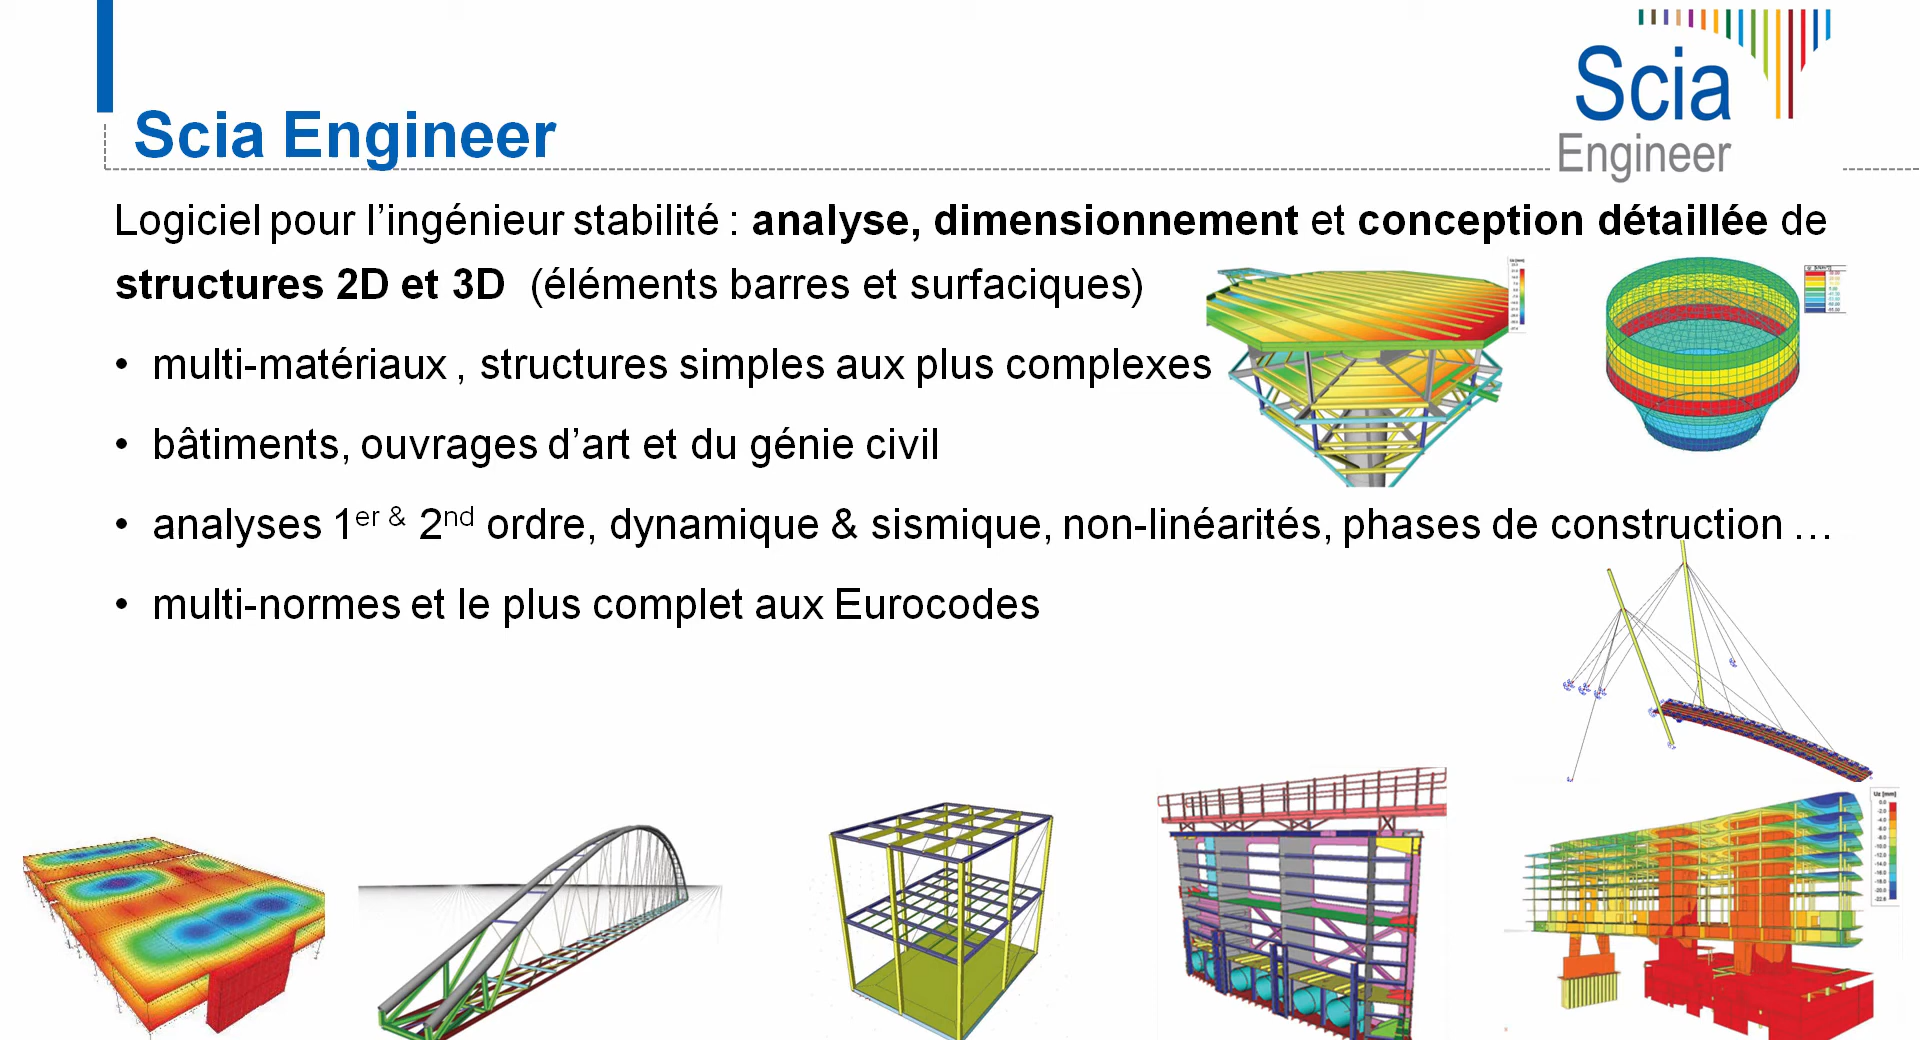 Scia
Engineer
Scia Engineer
Logiciel pour l’ingénieur stabilité : analyse, dimensionnement et conception détaillée de
structures 2D et 3D (éléments barres et surfaciques)
• multi-matériaux , structures simples aux plus complexes
• bâtiments, ouvrages d’art et du génie civil
• analyses 1er & 2nd ordre, dynamique & sismique, non-linéarités, phases de construction ...
• multi-normes et le plus complet aux Eurocodes
Uz [mm]